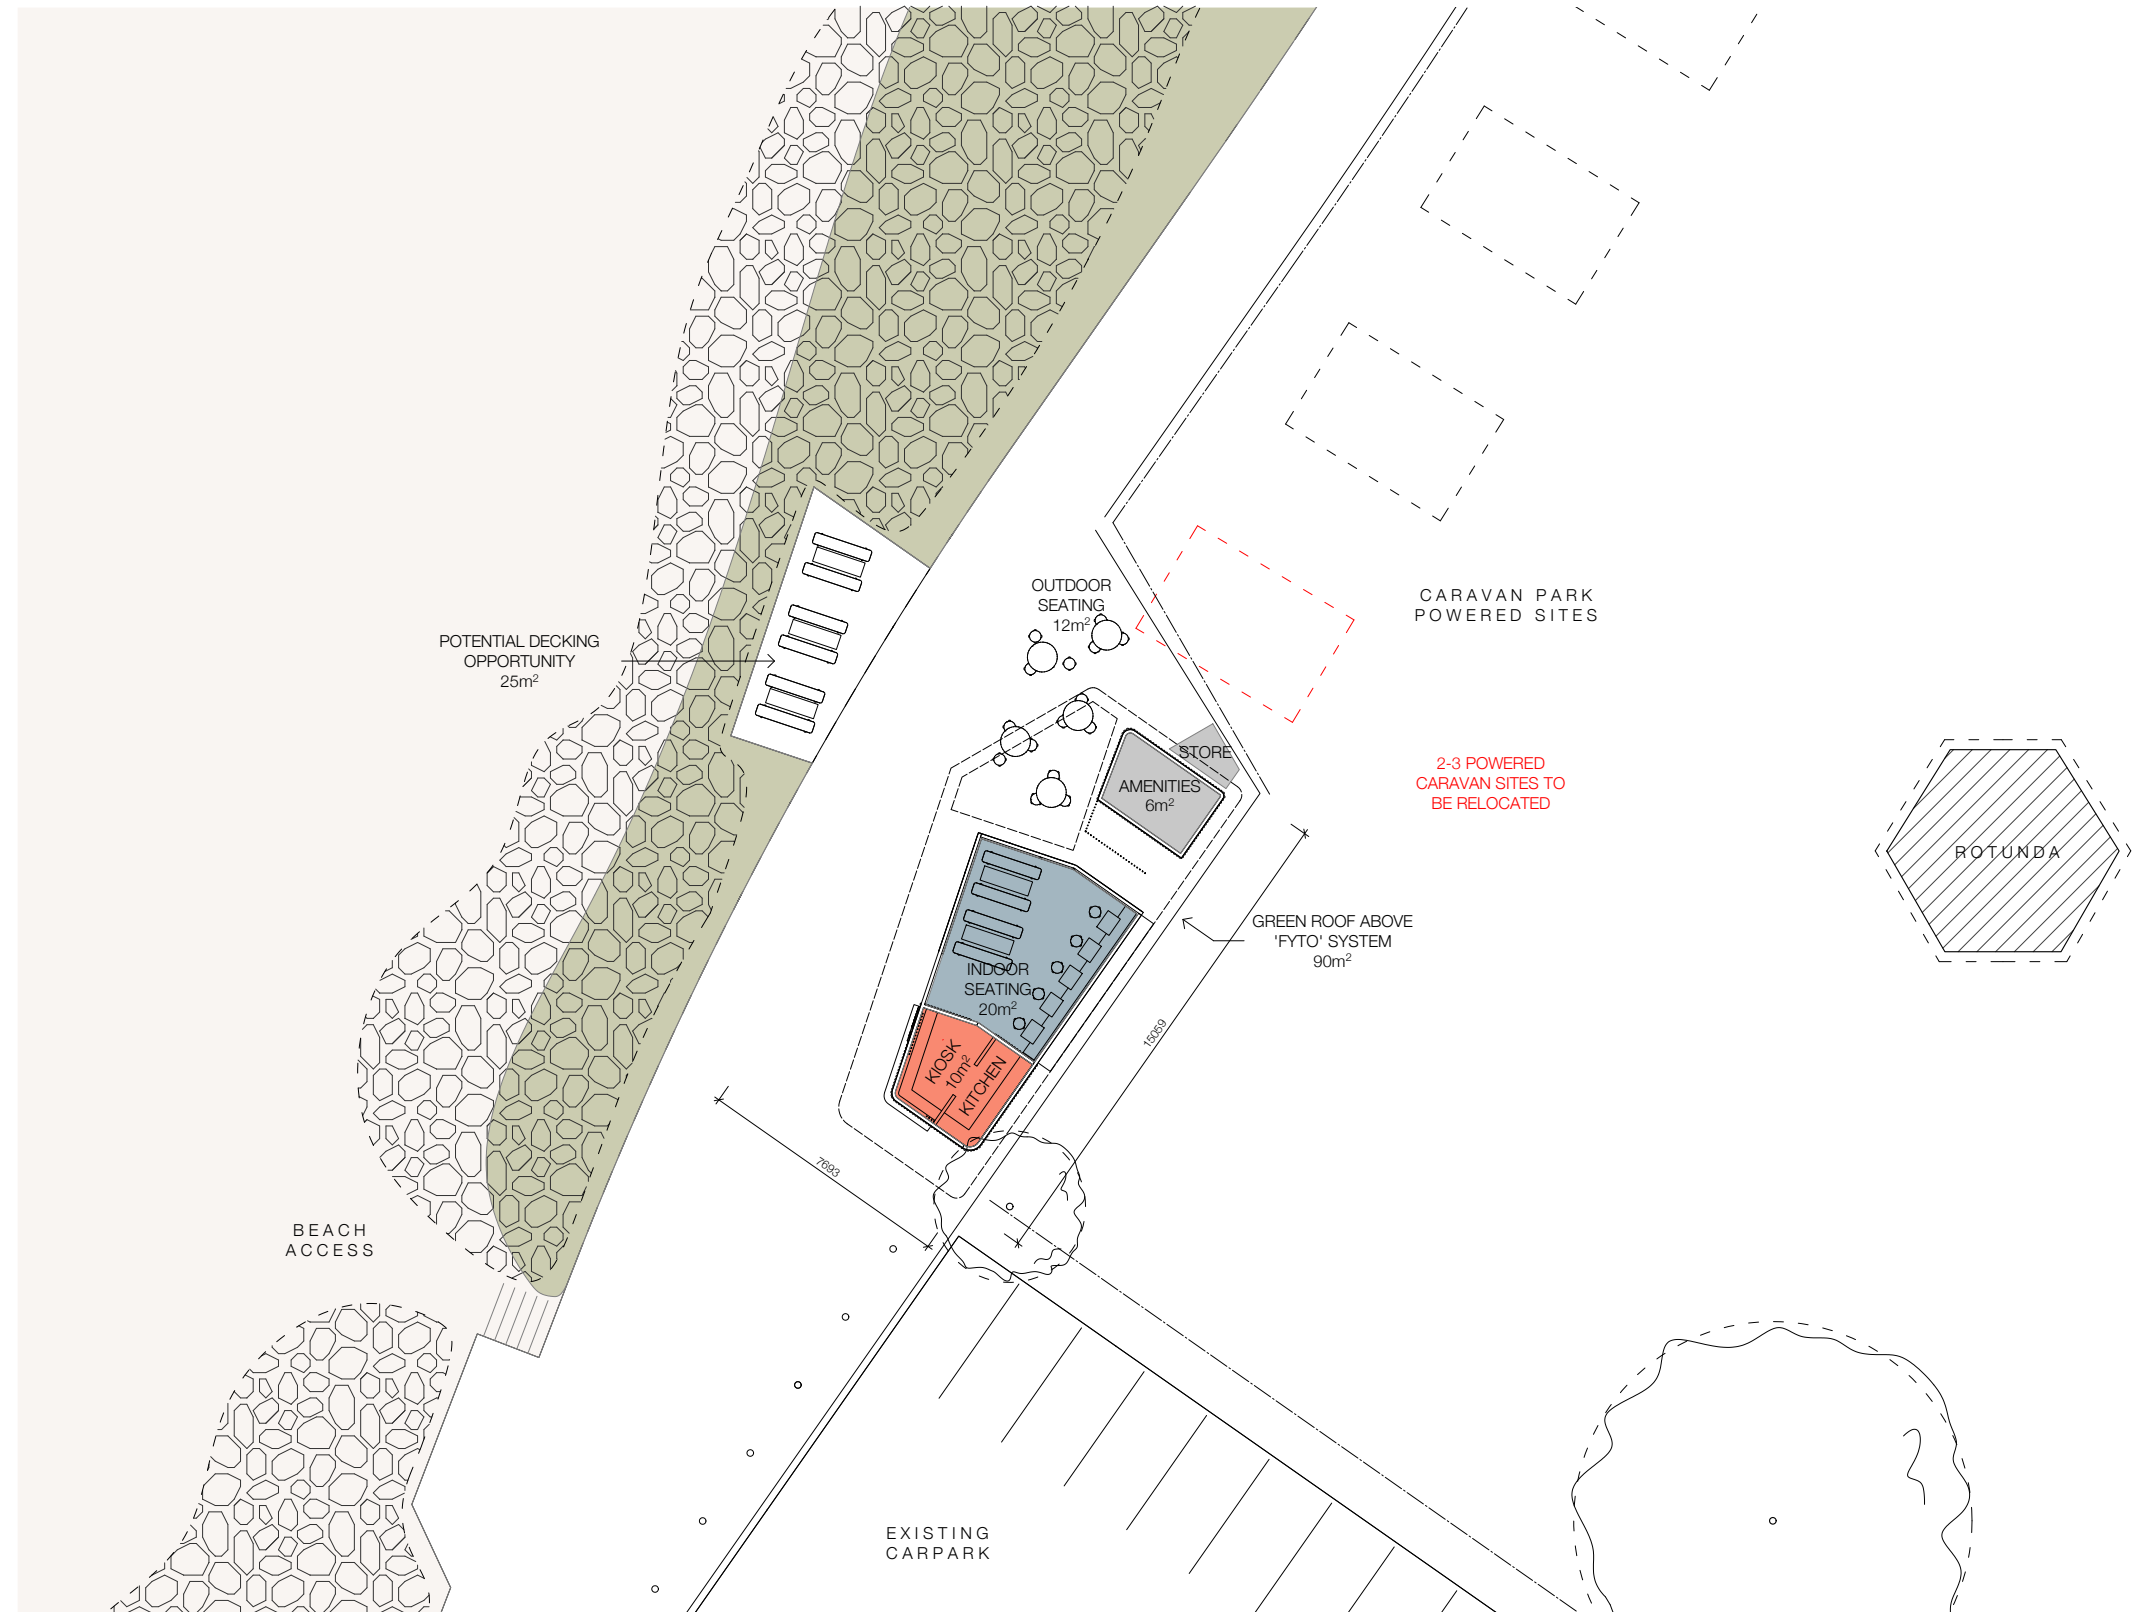 OUTDOOR
SEATING
12m²
CARAVAN PARK
POWERED SITES
POTENTIAL DECKING
OPPORTUNITY
25m²
STORE
AMENITIES
6m²
2-3 POWERED
CARAVAN SITES TO
BE RELOCATED
ROTUNDA
GREEN ROOF ABOVE
'FYTO' SYSTEM
90m²
INDOOR
SEATING
20m²
15059
KIOSK
10m²
KITCHEN
7693
BEACH
ACCESS
EXISTING
CARPARK